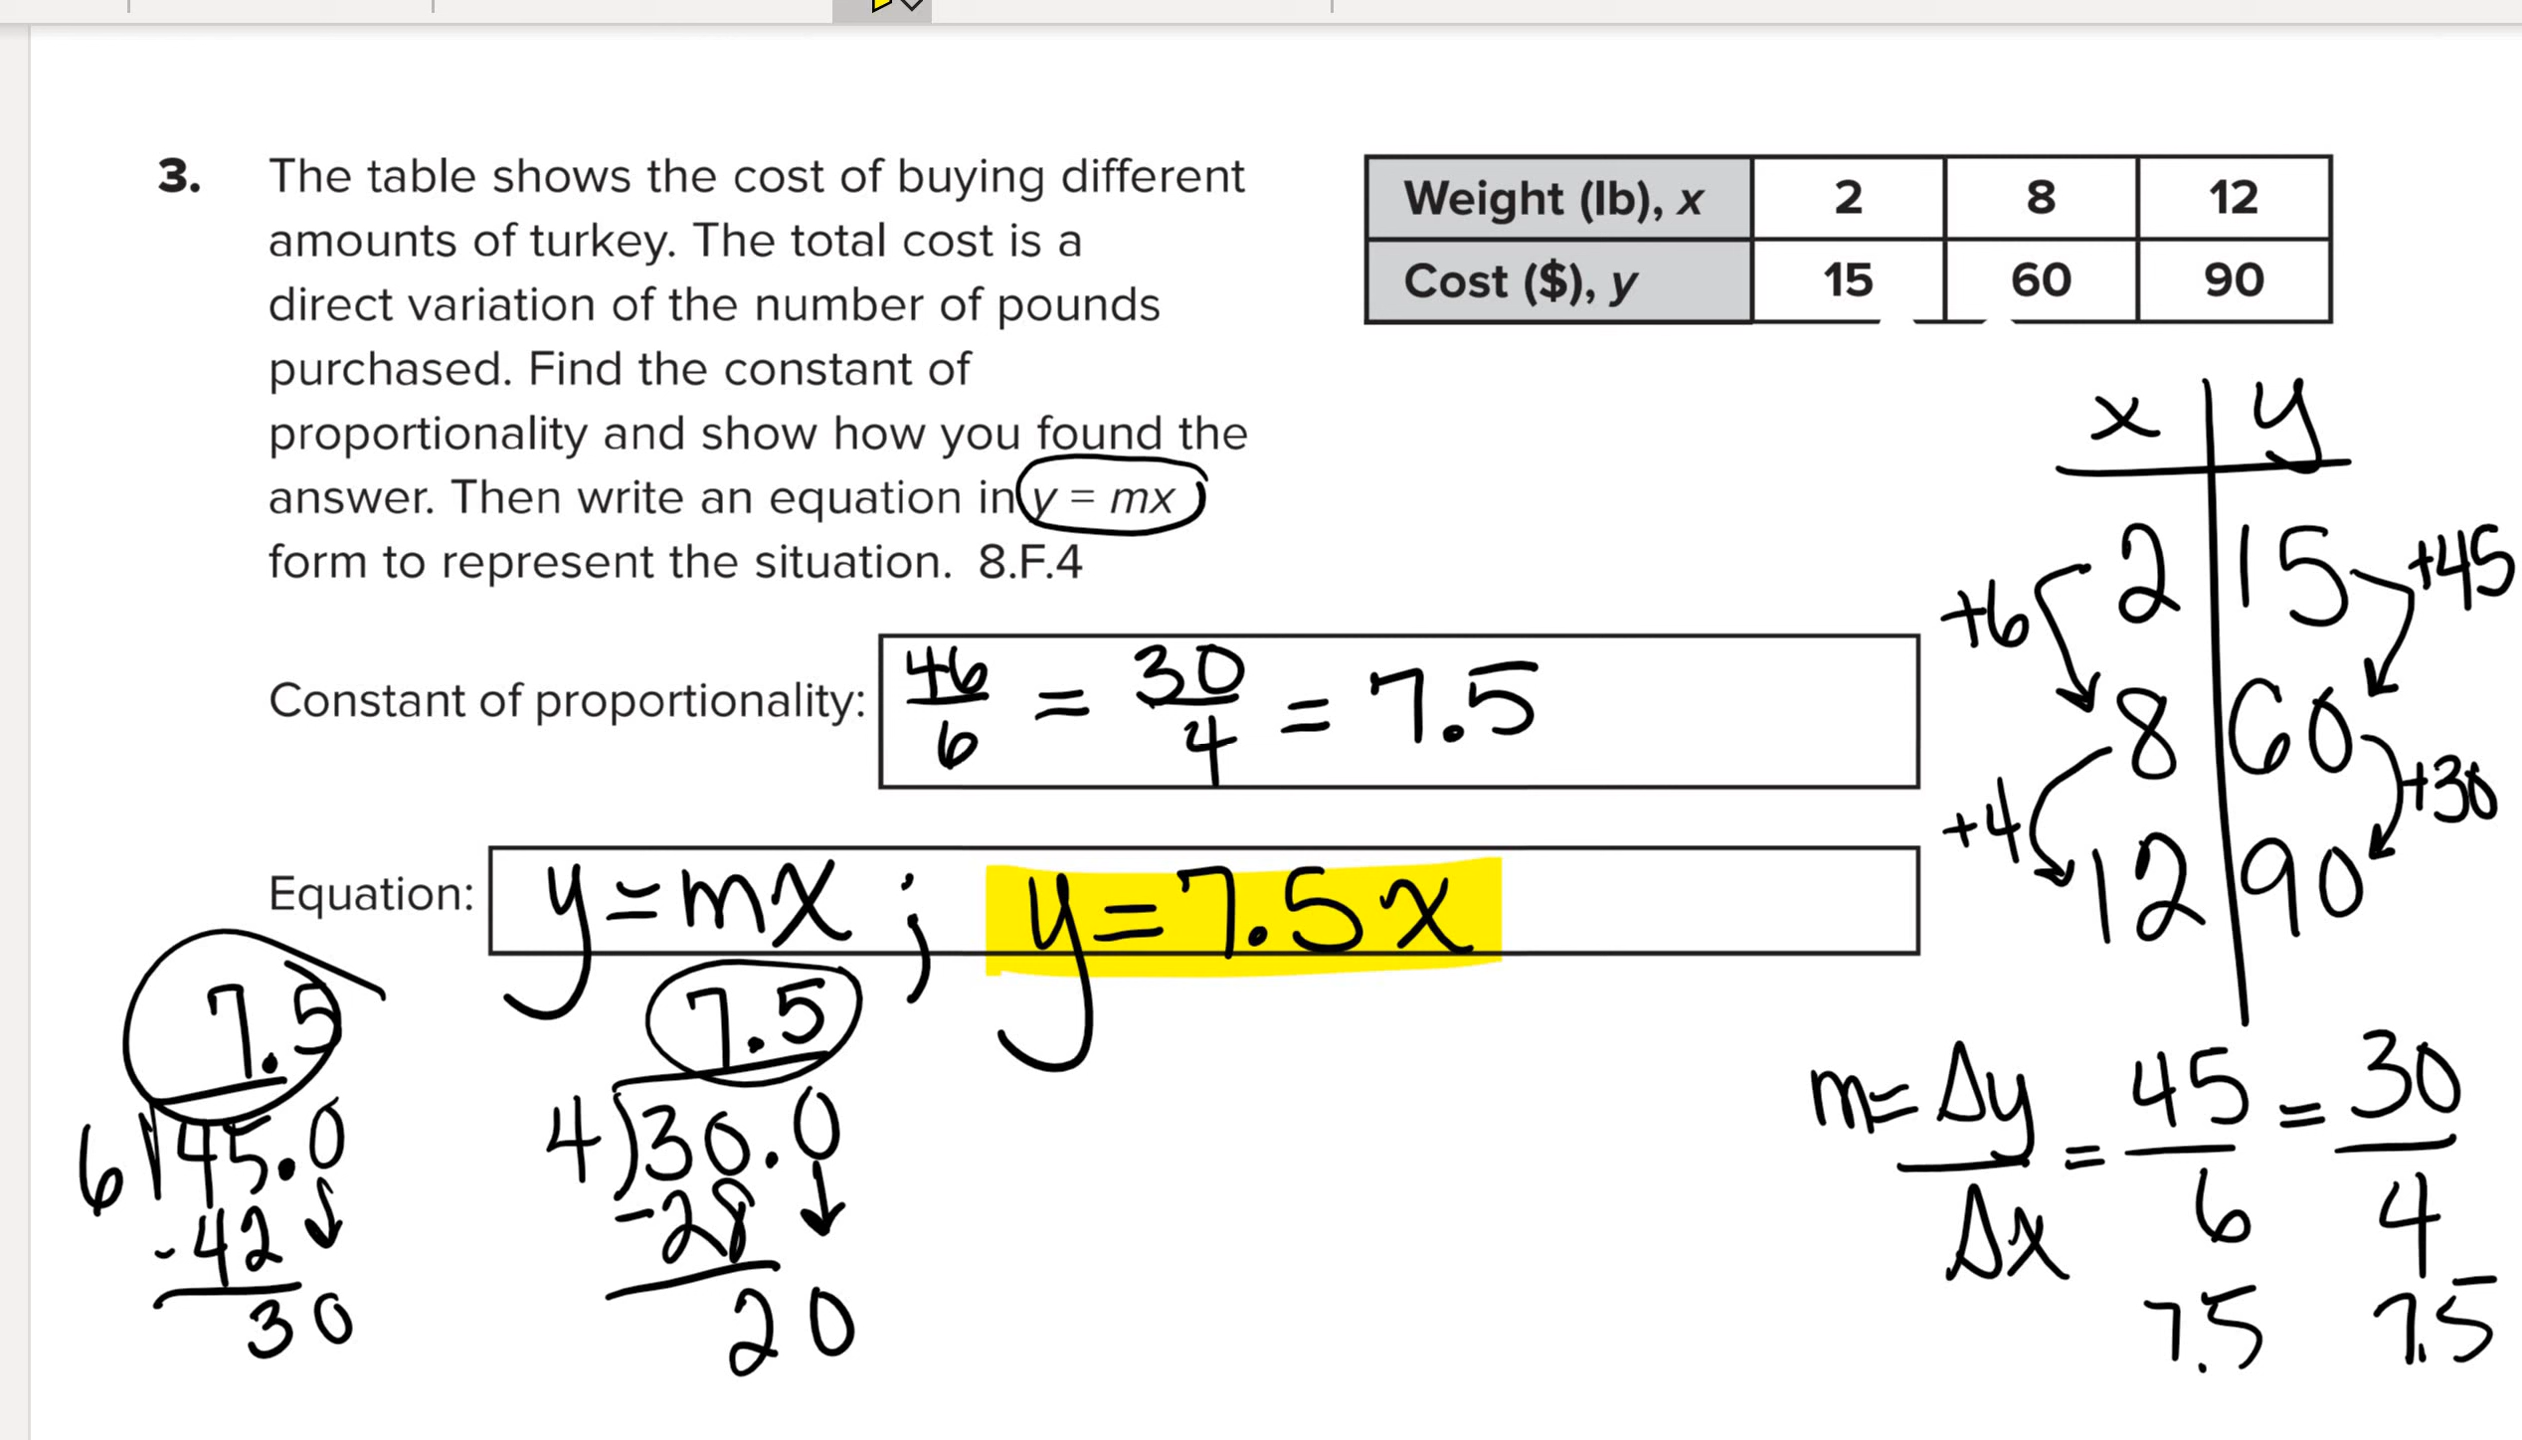 3. The table shows the cost of buying different
amounts of turkey. The total cost is a
direct variation of the number of pounds
purchased. Find the constant of
proportionality and show how you found the
answer. Then write an equation in y = mx
form to represent the situation. 8.F.4
Weight (lb), x 2 8 12
Cost ($), y 15 60 90
x y
2 15
+6 +45
8 60
+4 +30
12 90
Constant of proportionality: 46/6 = 30/4 = 7.5
Equation: y=mx ; y=7.5x
7.5
6 45.0
-42
30
7.5
4 30.0
-28
20
m= Δy/Δx = 45/6 = 30/4
7.5 7.5